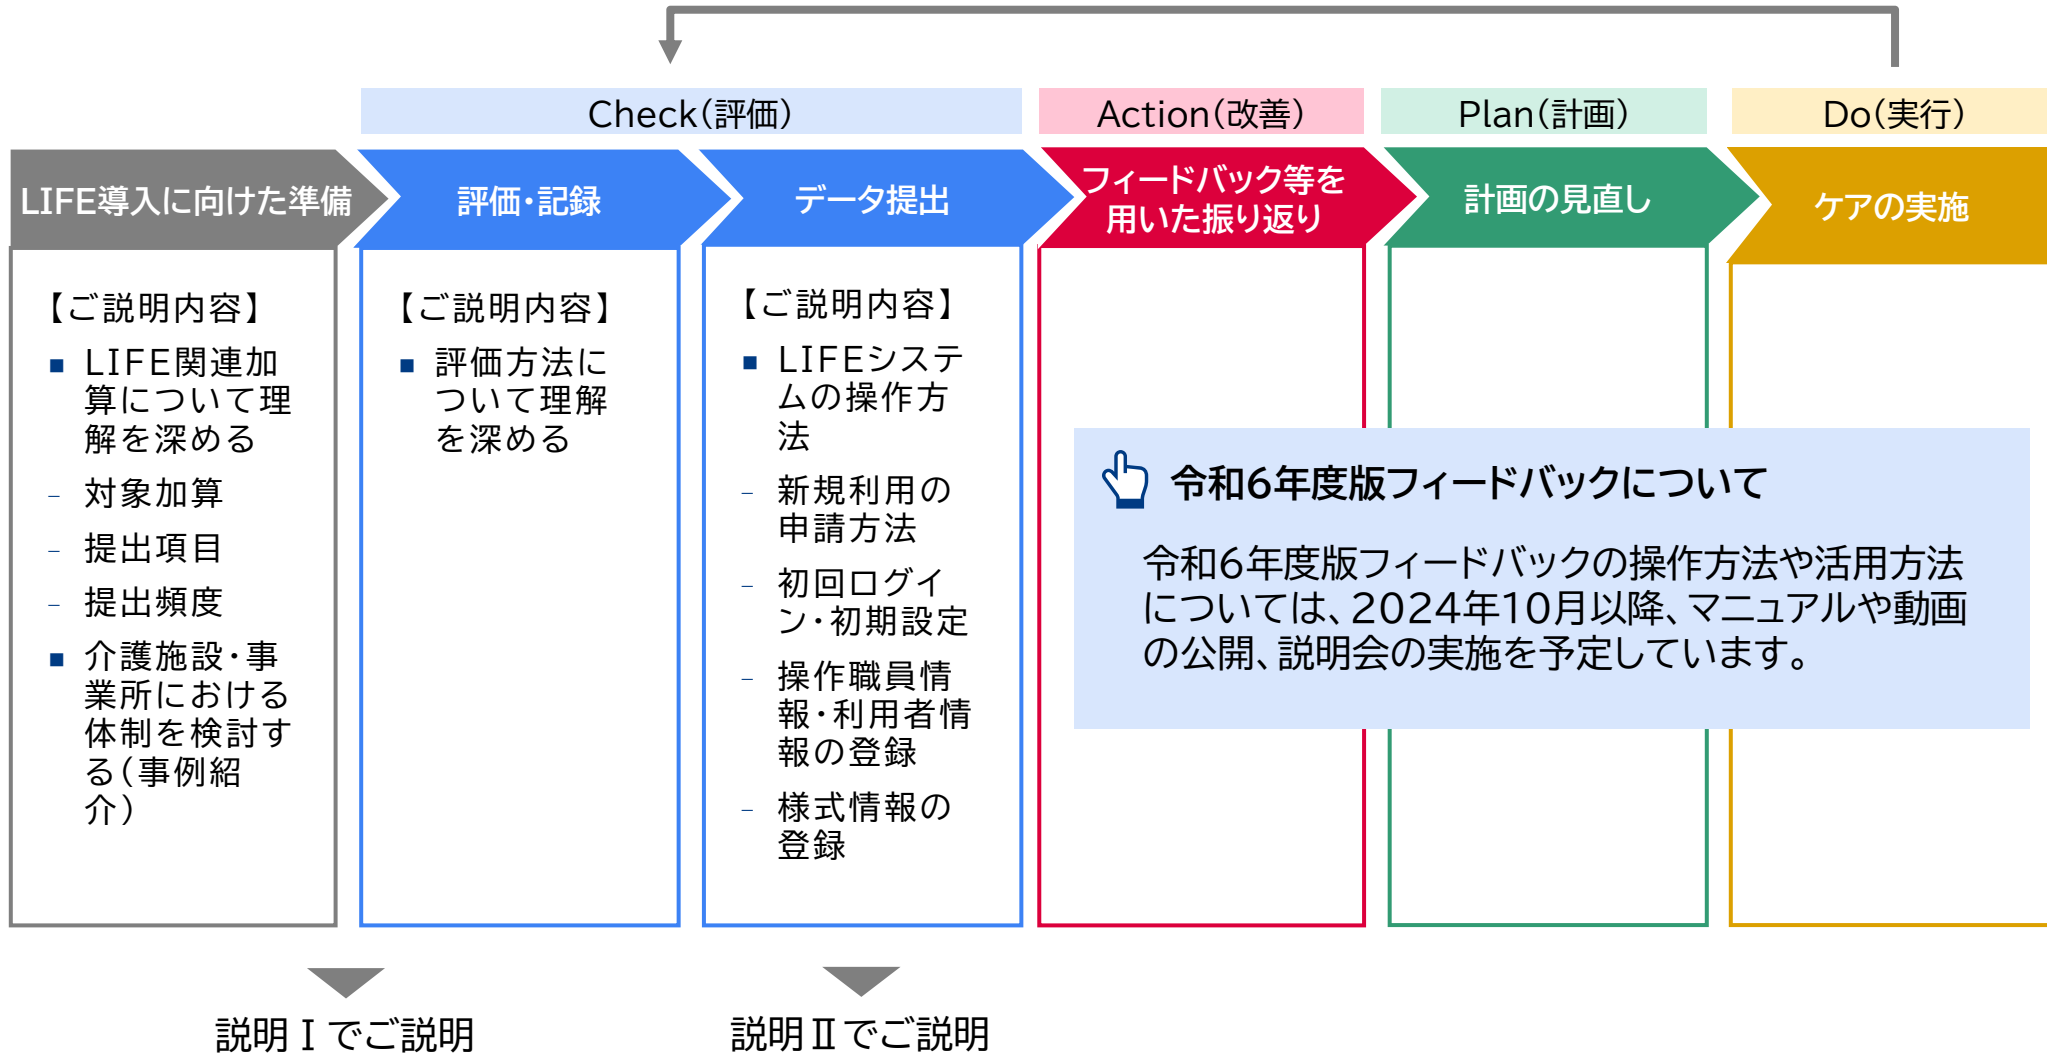 Check(評価)
Action(改善)
Plan(計画)
Do(実行)
LIFE導入に向けた準備
評価・記録
データ提出
フィードバック等を
用いた振り返り
計画の見直し
ケアの実施
【ご説明内容】
■ LIFE関連加
算について理
解を深める
− 対象加算
− 提出項目
− 提出頻度
■ 介護施設・事
業所における
体制を検討す
る(事例紹
介)
【ご説明内容】
■ 評価方法に
ついて理解
を深める
【ご説明内容】
■ LIFEシステ
ムの操作方
法
− 新規利用の
申請方法
− 初回ログイ
ン・初期設定
− 操作職員情
報・利用者情
報の登録
− 様式情報の
登録
令和6年度版フィードバックについて
令和6年度版フィードバックの操作方法や活用方法
については、2024年10月以降、マニュアルや動画
の公開、説明会の実施を予定しています。
説明Ⅰでご説明
説明Ⅱでご説明